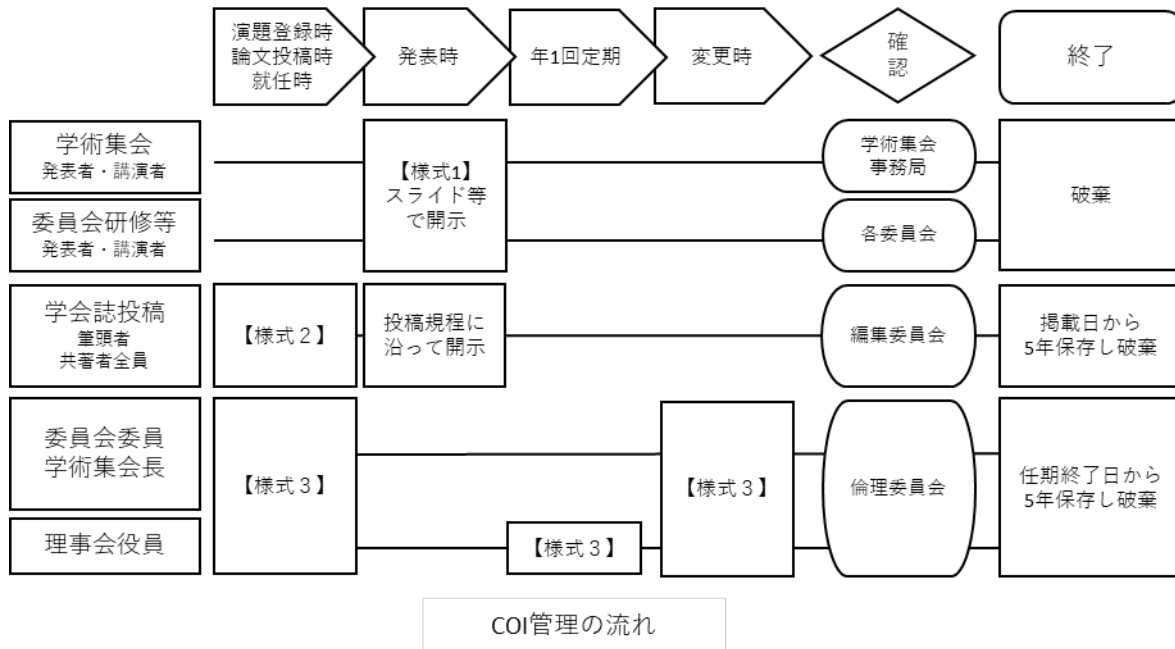 演題登録時
論文投稿時
就任時
発表時
年1回定期
変更時
確
認
終了
学術集会
発表者・講演者
【様式1】
スライド等
で開示
学術集会
事務局
破棄
委員会研修等
発表者・講演者
各委員会
学会誌投稿
筆頭者
共著者全員
【様式２】
投稿規程に
沿って開示
編集委員会
掲載日から
5年保存し破棄
委員会委員
学術集会長
【様式３】
【様式３】
倫理委員会
任期終了日から
5年保存し破棄
理事会役員
【様式３】
COI管理の流れ